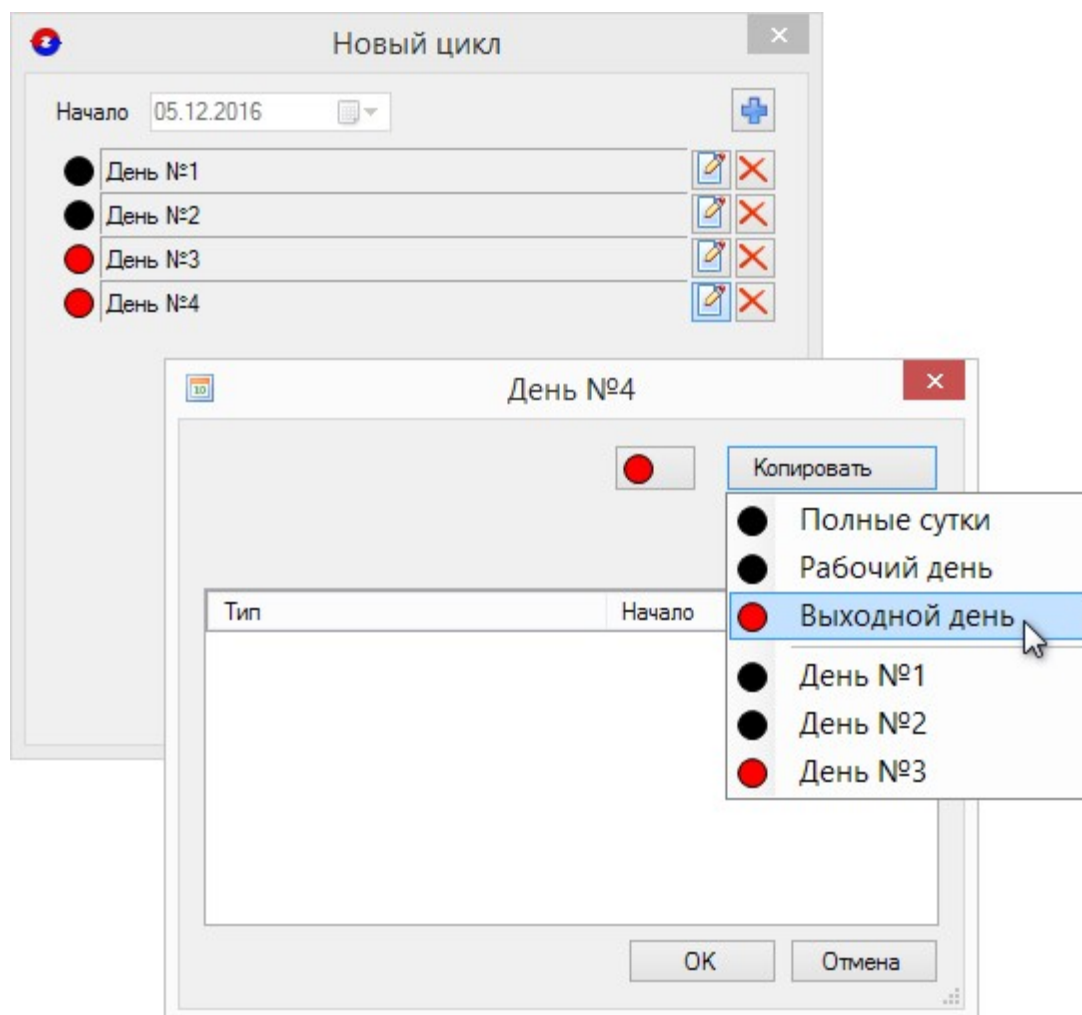 Новый цикл
Начало 05.12.2016
День №1
День №2
День №3
День №4
10 День №4
Копировать
Полные сутки
Рабочий день
Выходной день
Тип Начало
День №1
День №2
День №3
OK Отмена